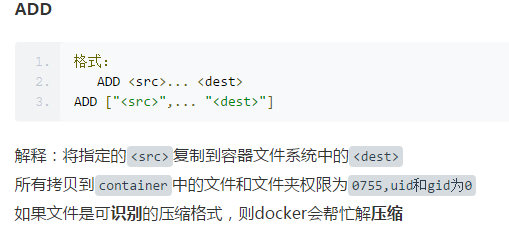 ADD
1. 格式：
2. ADD <src>... <dest>
3. ADD ["<src>",... "<dest>"]
解释：将指定的<src>复制到容器文件系统中的<dest>
所有拷贝到container中的文件和文件夹权限为0755,uid和gid为0
如果文件是可识别的压缩格式，则docker会帮忙解压缩